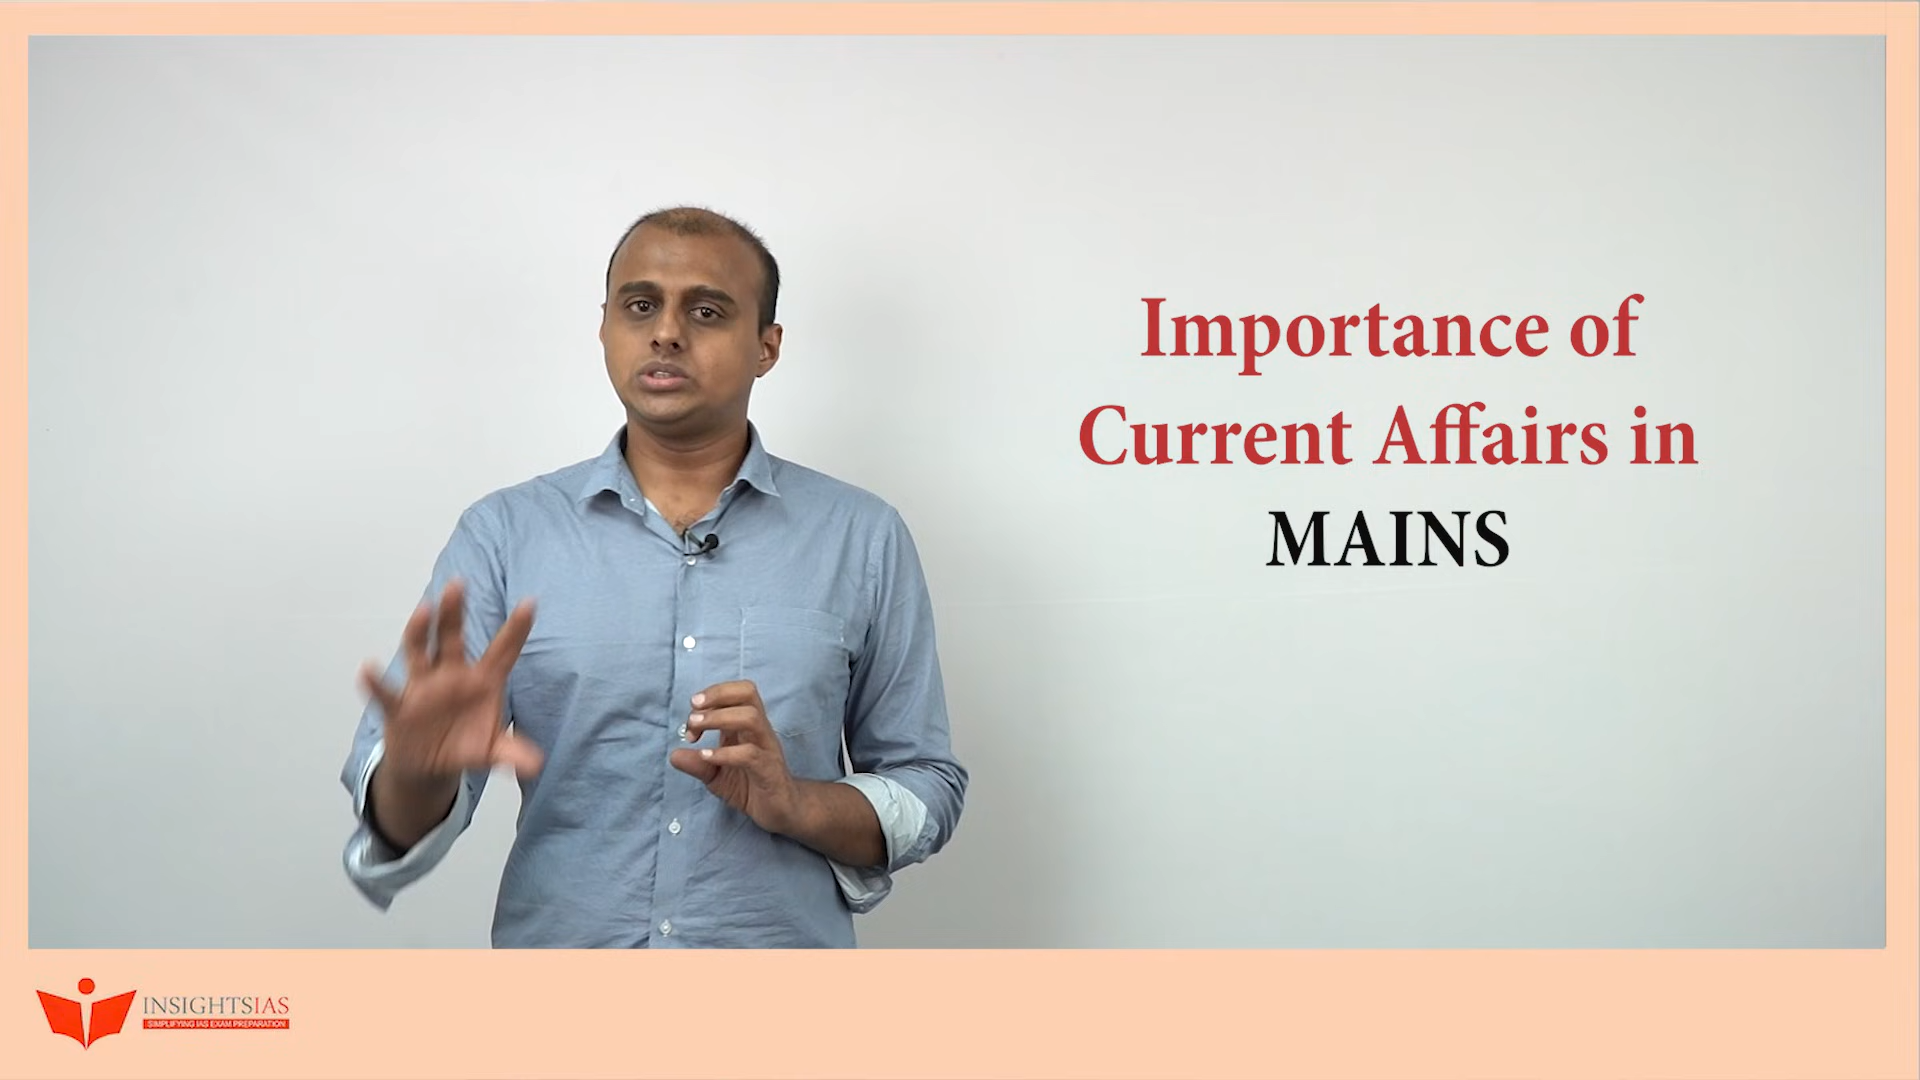 Importance of
Current Affairs in
MAINS
INSIGHTSIAS
SIMPLIFYING IAS EXAM PREPARATION